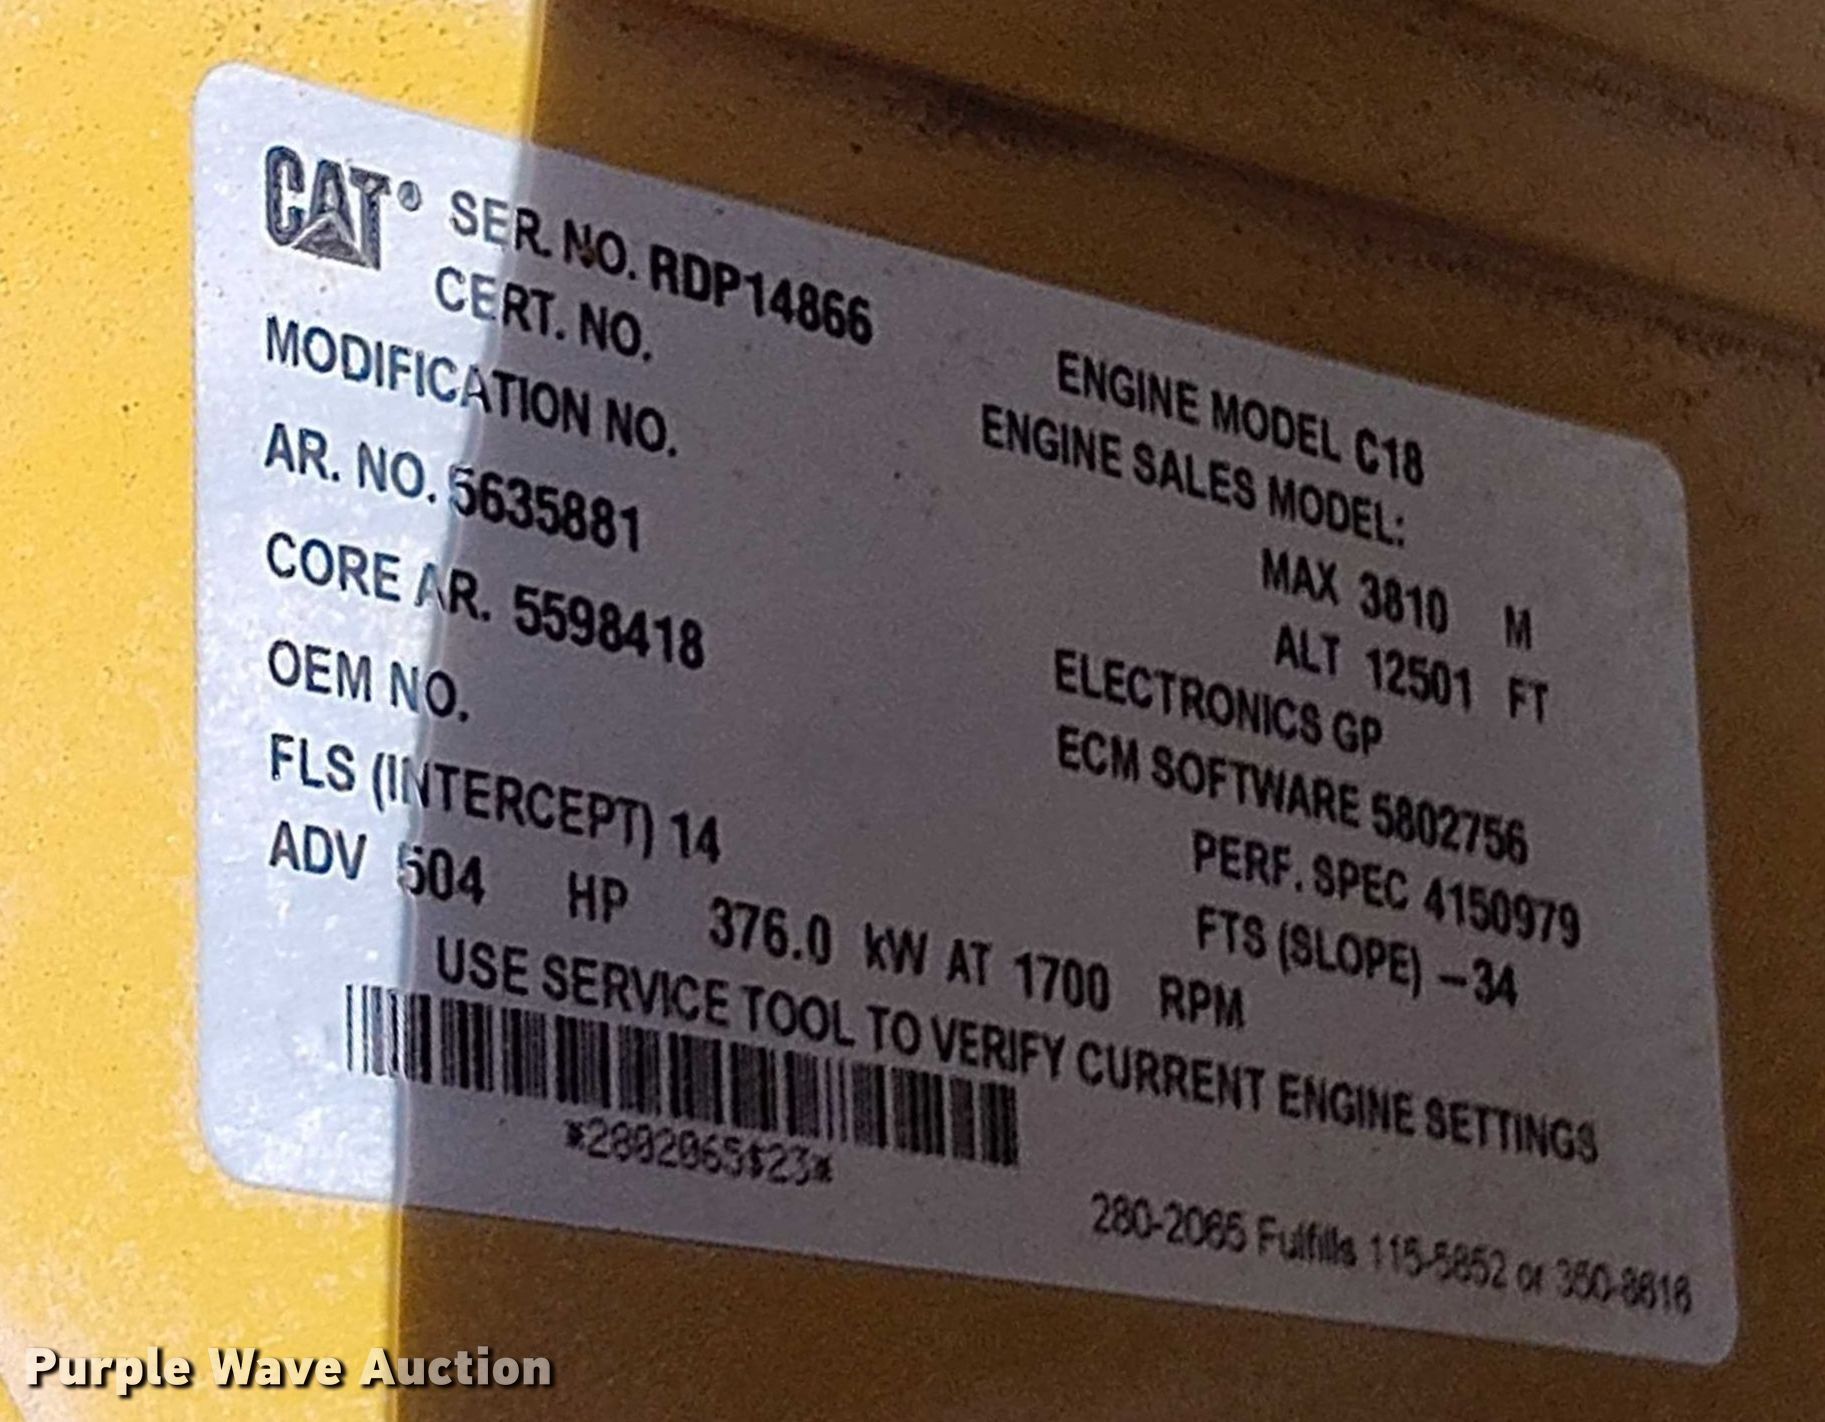 CAT® SER. NO. RDP14866
CERT. NO.
MODIFICATION NO.
AR. NO. 5635881
CORE AR. 5598418
OEM NO.
FLS (INTERCEPT) 14
ADV 504 HP 376.0 kW AT 1700 RPM
ENGINE MODEL C18
ENGINE SALES MODEL:
MAX 3810 M
ALT 12501 FT
ELECTRONICS GP
ECM SOFTWARE 5802756
PERF. SPEC 4150979
FTS (SLOPE) -34
USE SERVICE TOOL TO VERIFY CURRENT ENGINE SETTINGS
*2802065$23*
280-2065 Fulfills 115-5852 or
Purple Wave Auction